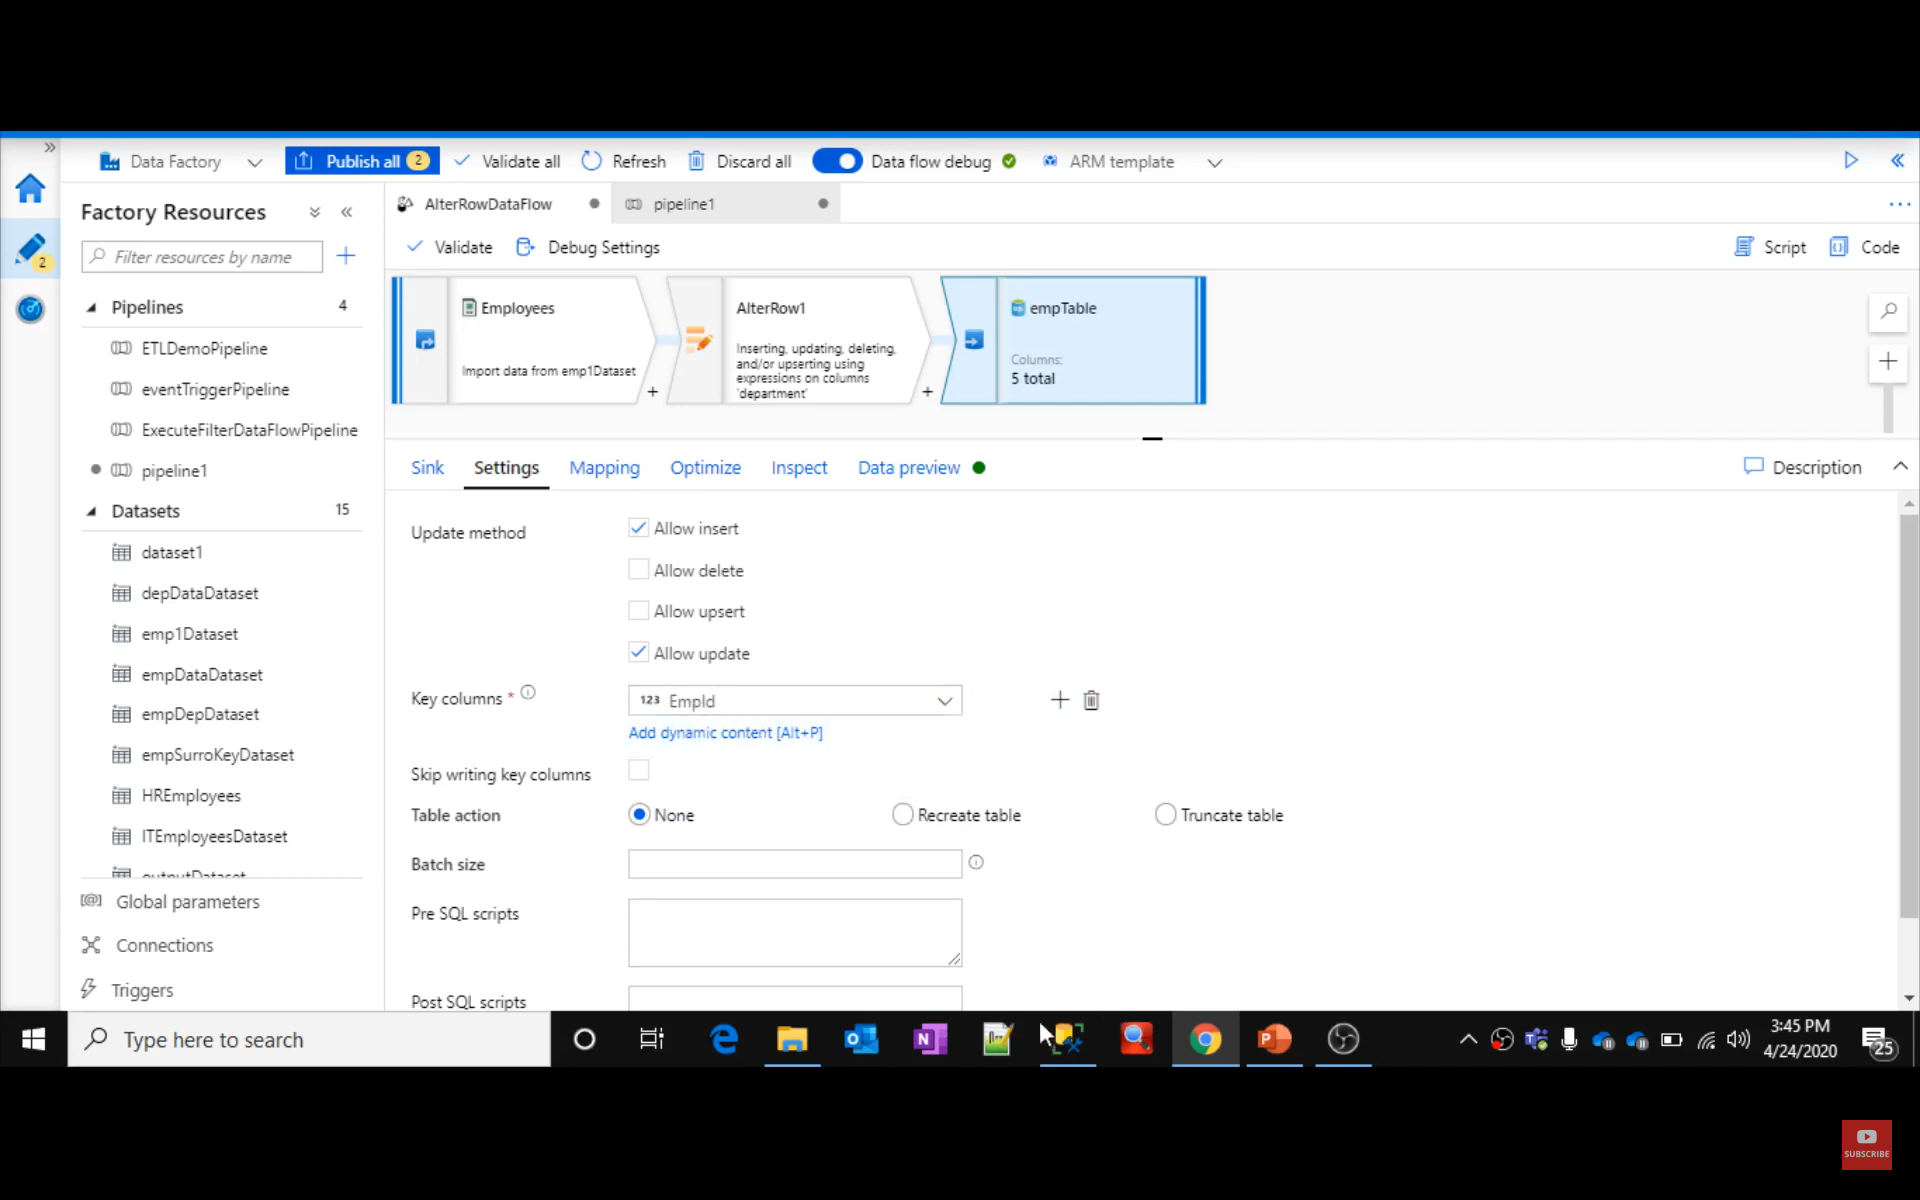 Data Factory
Publish all 2
Validate all
Refresh
Discard all
Data flow debug
ARM template
2
Factory Resources
Filter resources by name
Pipelines 4
ETLDemoPipeline
eventTriggerPipeline
ExecuteFilterDataFlowPipeline
pipeline1
Datasets 15
dataset1
depDataDataset
emp1Dataset
empDataDataset
empDepDataset
empSurroKeyDataset
HREmployees
ITEmployeesDataset
outputDataset
Global parameters
Connections
Triggers
AlterRowDataFlow
pipeline1
Validate
Debug Settings
Script
Code
Employees
Import data from emp1Dataset
AlterRow1
Inserting, updating, deleting,
and/or upserting using
expressions on columns
'department'
empTable
Columns:
5 total
Sink
Settings
Mapping
Optimize
Inspect
Data preview
Description
Update method
Allow insert
Allow delete
Allow upsert
Allow update
Key columns *
123 EmpId
Add dynamic content [Alt+P]
Skip writing key columns
Table action
None
Recreate table
Truncate table
Batch size
Pre SQL scripts
Post SQL scripts
Type here to search
3:45 PM
4/24/2020
25
SUBSCRIBE